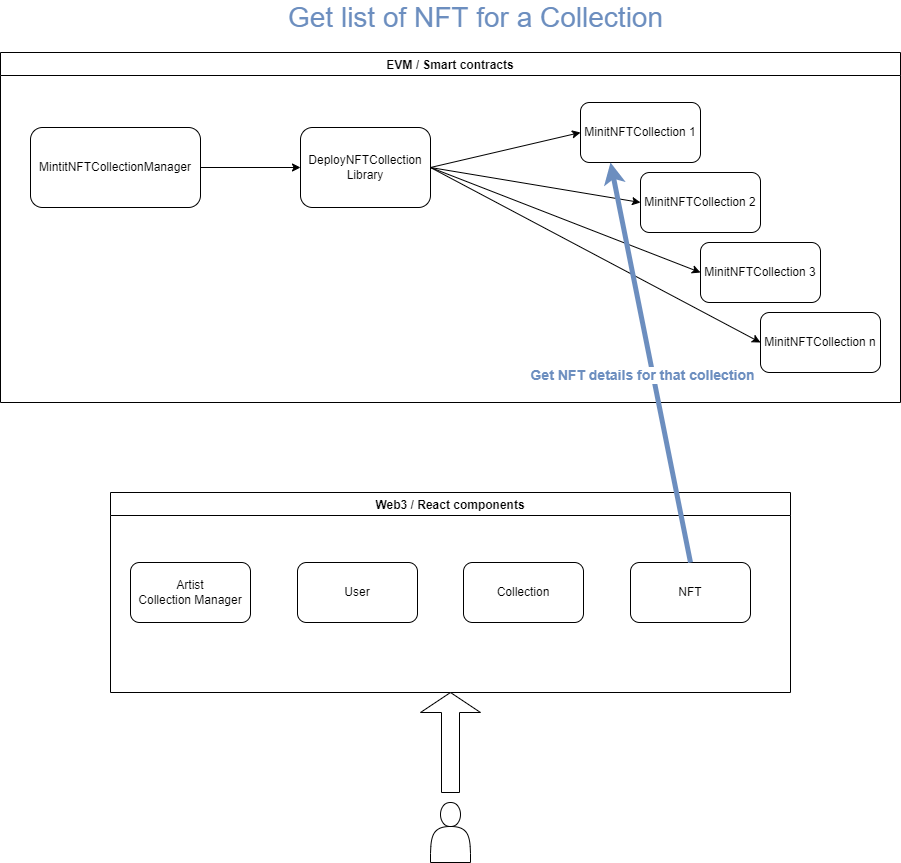 Get list of NFT for a Collection
EVM / Smart contracts
MintitNFTCollectionManager
DeployNFTCollection
Library
MinitNFTCollection 1
MinitNFTCollection 2
MinitNFTCollection 3
MinitNFTCollection n
Get NFT details for that collection
Web3 / React components
Artist
Collection Manager
User
Collection
NFT